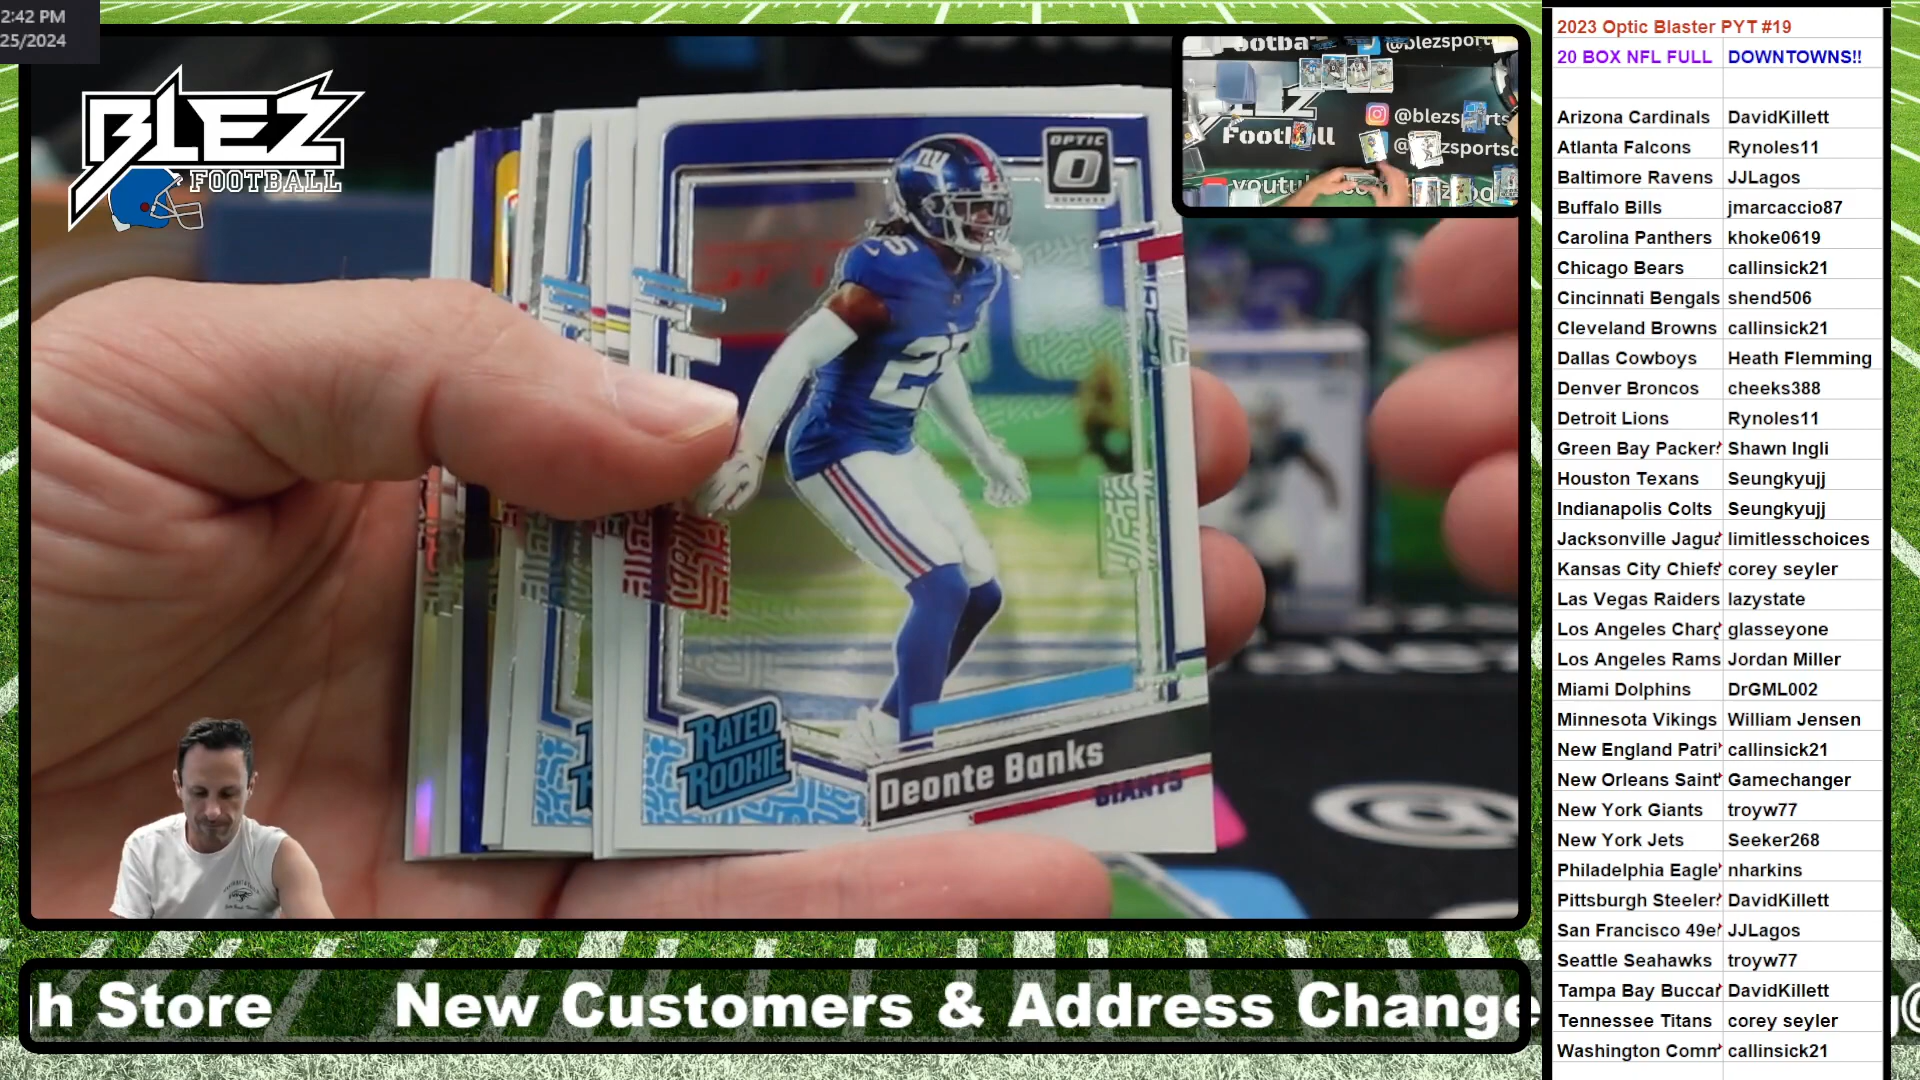 2:42 PM
25/2024
BLEZ
FOOTBALL
OPTIC
25
RATED
ROOKIE
Deonte Banks
GIANTS
@blezsports
@blezsports
Football
h Store New Customers & Address Change
2023 Optic Blaster PYT #19
20 BOX NFL FULL DOWNTOWNS!!
Arizona Cardinals DavidKillett
Atlanta Falcons Rynoles11
Baltimore Ravens JJLagos
Buffalo Bills jmarcaccio87
Carolina Panthers khoke0619
Chicago Bears callinsick21
Cincinnati Bengals shend506
Cleveland Browns callinsick21
Dallas Cowboys Heath Flemming
Denver Broncos cheeks388
Detroit Lions Rynoles11
Green Bay Packer Shawn Ingli
Houston Texans Seungkyujj
Indianapolis Colts Seungkyujj
Jacksonville Jagua limitlesschoices
Kansas City Chiefs corey seyler
Las Vegas Raiders lazystate
Los Angeles Charg glasseyone
Los Angeles Rams Jordan Miller
Miami Dolphins DrGML002
Minnesota Vikings William Jensen
New England Patri callinsick21
New Orleans Saint Gamechanger
New York Giants troyw77
New York Jets Seeker268
Philadelphia Eagle nharkins
Pittsburgh Steeler DavidKillett
San Francisco 49e JJLagos
Seattle Seahawks troyw77
Tampa Bay Buccar DavidKillett
Tennessee Titans corey seyler
Washington Comm callinsick21